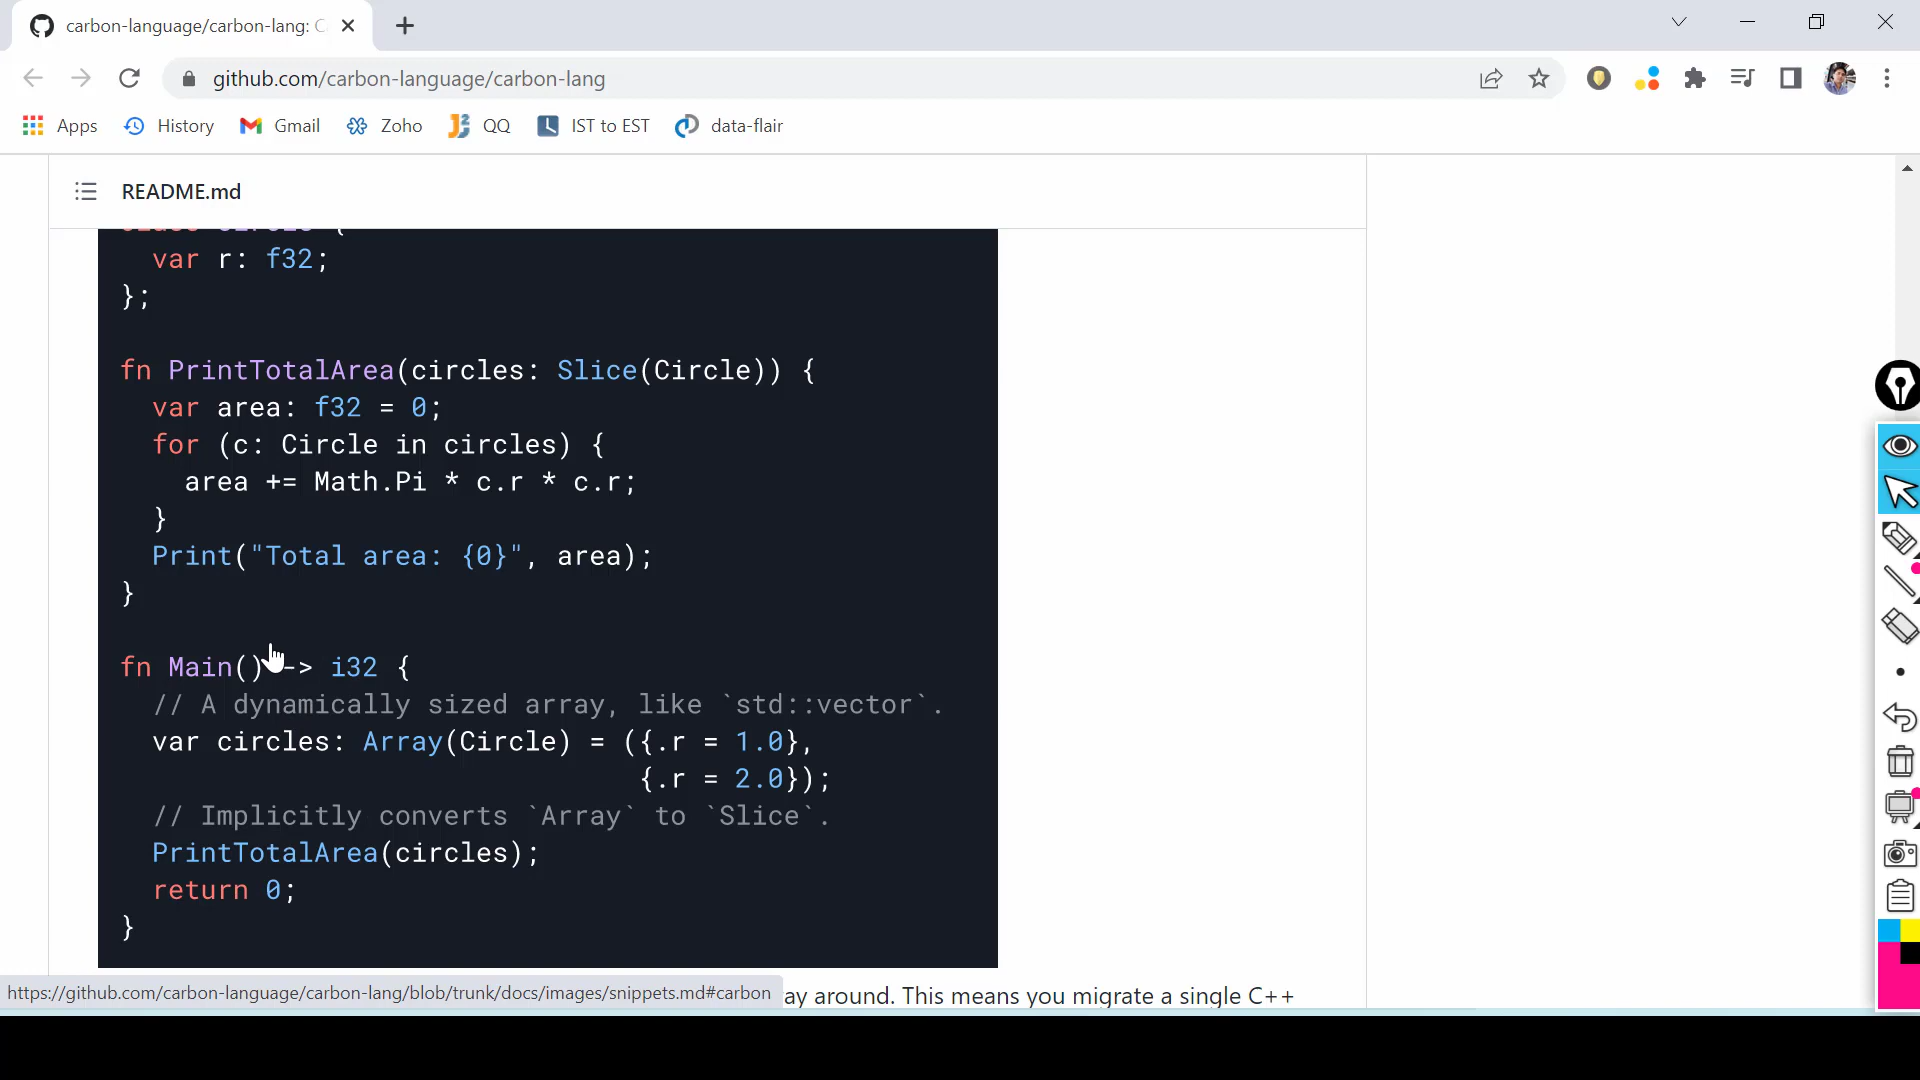 carbon-language/carbon-lang: C
github.com/carbon-language/carbon-lang
Apps History Gmail Zoho QQ IST to EST data-flair
README.md
class Circle {
var r: f32;
};
fn PrintTotalArea(circles: Slice(Circle)) {
var area: f32 = 0;
for (c: Circle in circles) {
area += Math.Pi * c.r * c.r;
}
Print("Total area: {0}", area);
}
fn Main() -> i32 {
// A dynamically sized array, like `std::vector`.
var circles: Array(Circle) = ({.r = 1.0},
{.r = 2.0});
// Implicitly converts `Array` to `Slice`.
PrintTotalArea(circles);
return 0;
}
https://github.com/carbon-language/carbon-lang/blob/trunk/docs/images/snippets.md#carbon
ay around. This means you migrate a single C++